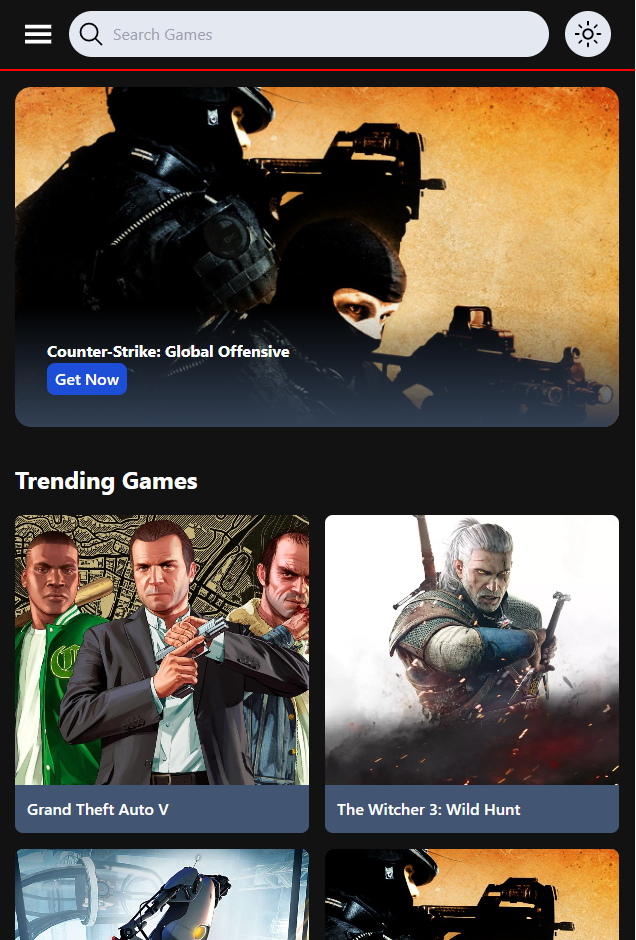 Search Games
Counter-Strike: Global Offensive
Get Now
Trending Games
Grand Theft Auto V
The Witcher 3: Wild Hunt